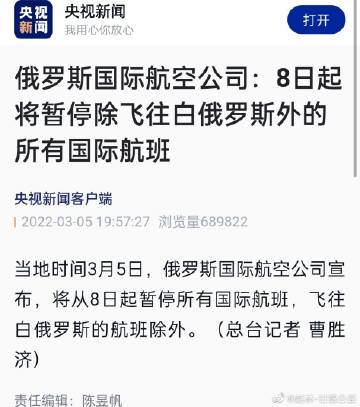 央视新闻
央视新闻
我用心你放心
打开
俄罗斯国际航空公司：8日起
将暂停除飞往白俄罗斯外的
所有国际航班
央视新闻客户端
2022-03-05 19:57:27 浏览量689822
当地时间3月5日，俄罗斯国际航空公司宣
布，将从8日起暂停所有国际航班，飞往
白俄罗斯的航班除外。（总台记者 曹胜
济）
责任编辑：陈昱帆